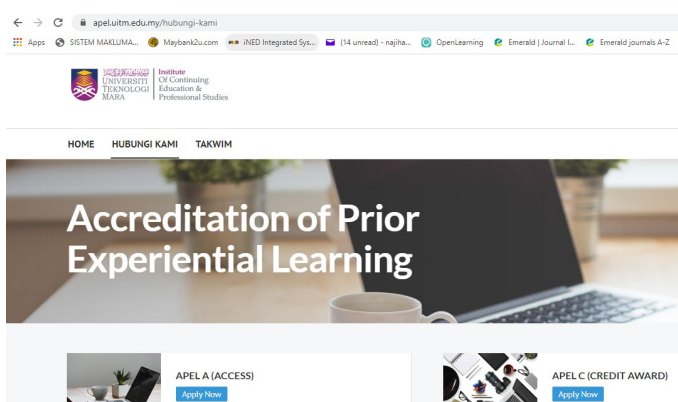 apel.uitm.edu.my/hubungi-kami
Apps SISTEM MAKLUMA... Maybank2u.com iNED Integrated Sys... (14 unread) - najiha... OpenLearning Emerald | Journal I... Emerald journals A-Z
UNIVERSITI
TEKNOLOGI
MARA
Institute
Of Continuing
Education &
Professional Studies
HOME HUBUNGI KAMI TAKWIM
Accreditation of Prior
Experiential Learning
APEL A (ACCESS)
Apply Now
APEL C (CREDIT AWARD)
Apply Now